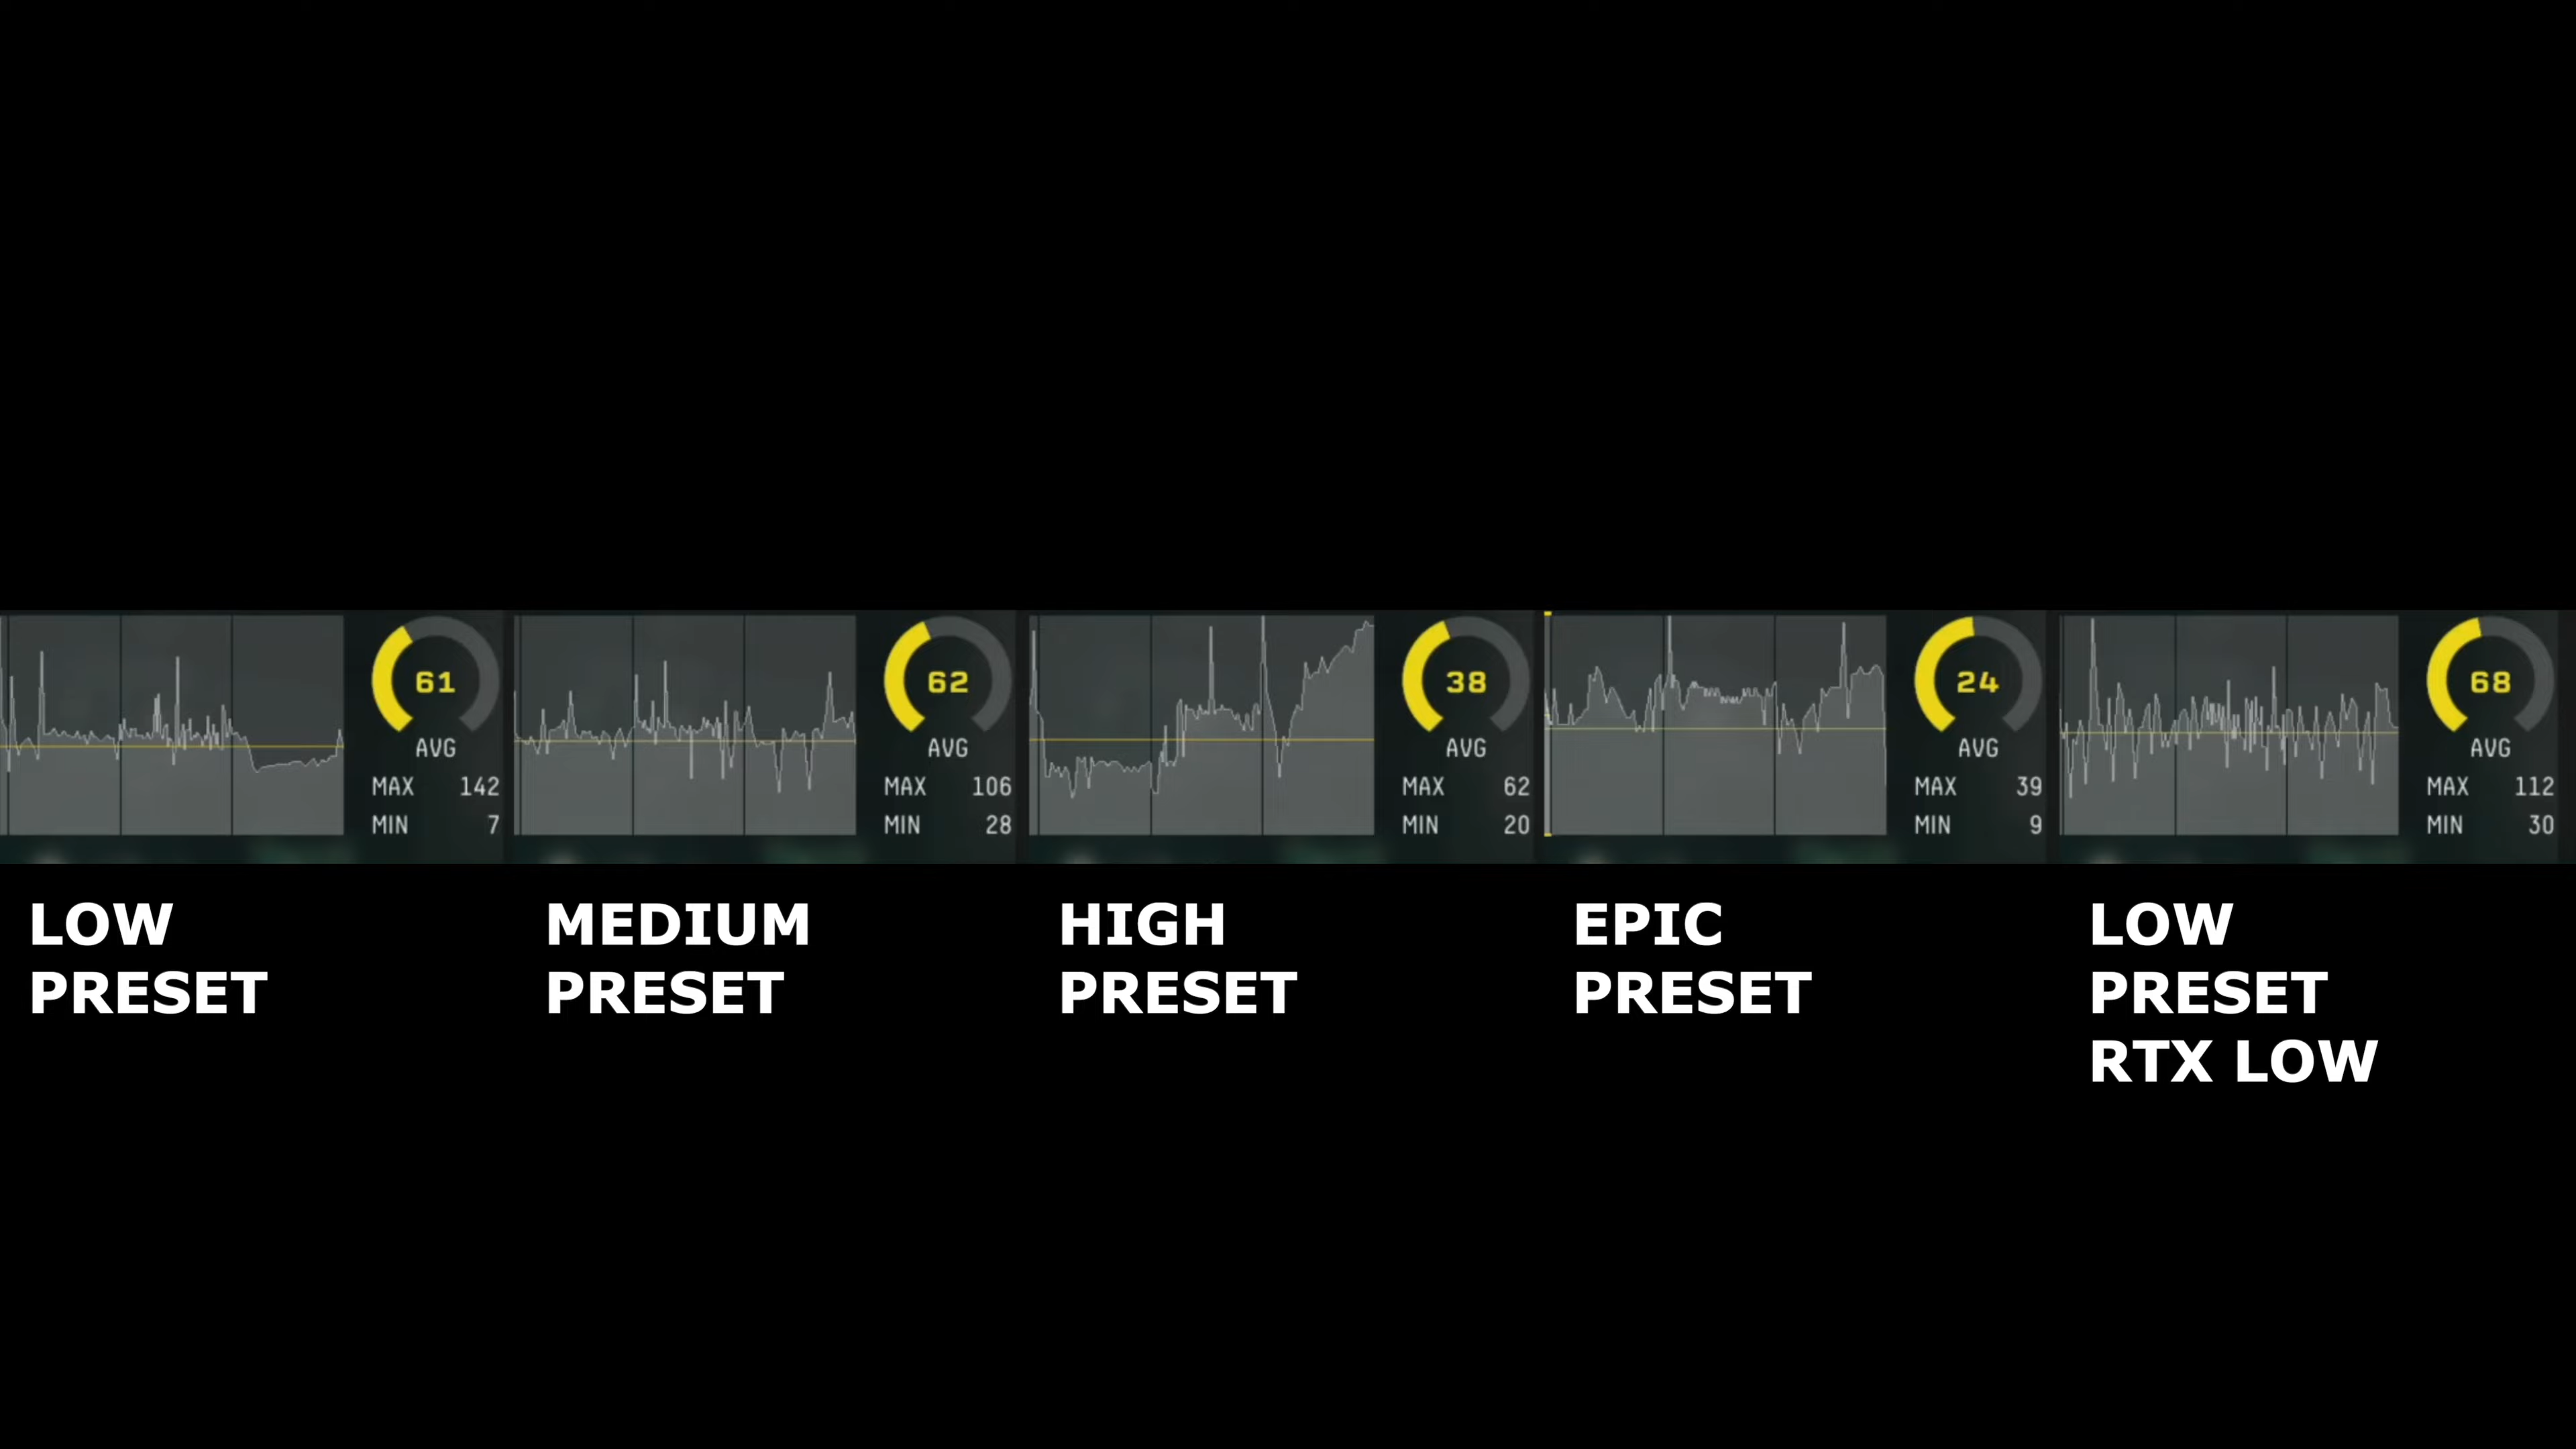 61
AVG
MAX 142
MIN 7
LOW
PRESET
62
AVG
MAX 106
MIN 28
MEDIUM
PRESET
38
AVG
MAX 62
MIN 20
HIGH
PRESET
24
AVG
MAX 39
MIN 9
EPIC
PRESET
68
AVG
MAX 112
MIN 30
LOW
PRESET
RTX LOW